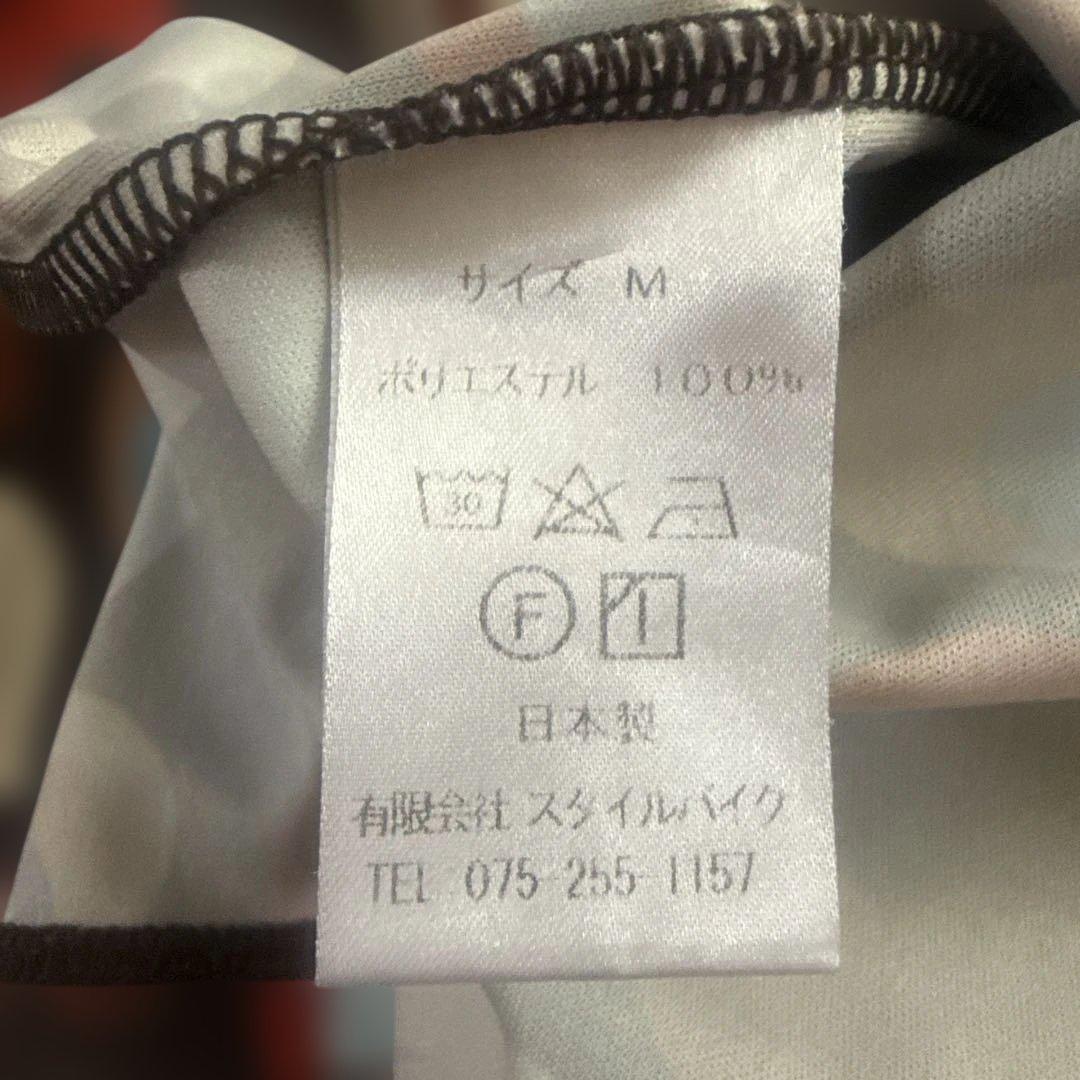 サイズ M
ポリエステル 100%
30
F
日本製
有限会社 スタイルバイク
TEL 075-255-1157